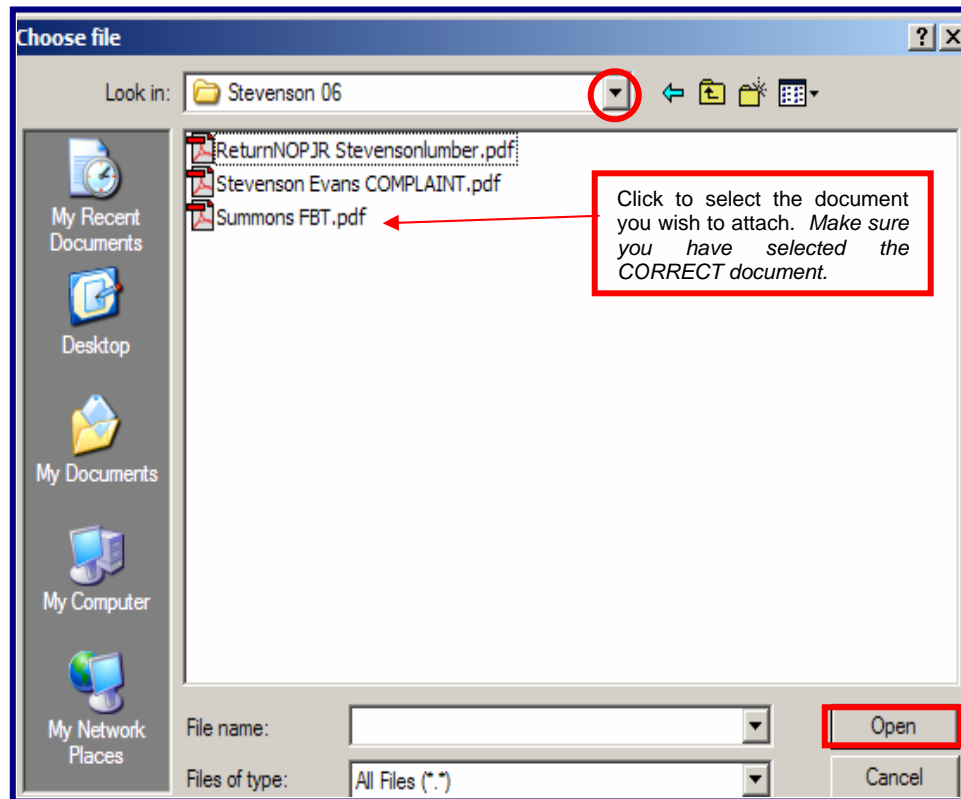 Choose file
Look in:
Stevenson 06
My Recent
Documents
Desktop
My Documents
My Computer
My Network
Places
ReturnNOPJR Stevensonlumber.pdf
Stevenson Evans COMPLAINT.pdf
Summons FBT.pdf
Click to select the document
you wish to attach. Make sure
you have selected the
CORRECT document.
File name:
Open
Files of type:
All Files (*.*)
Cancel